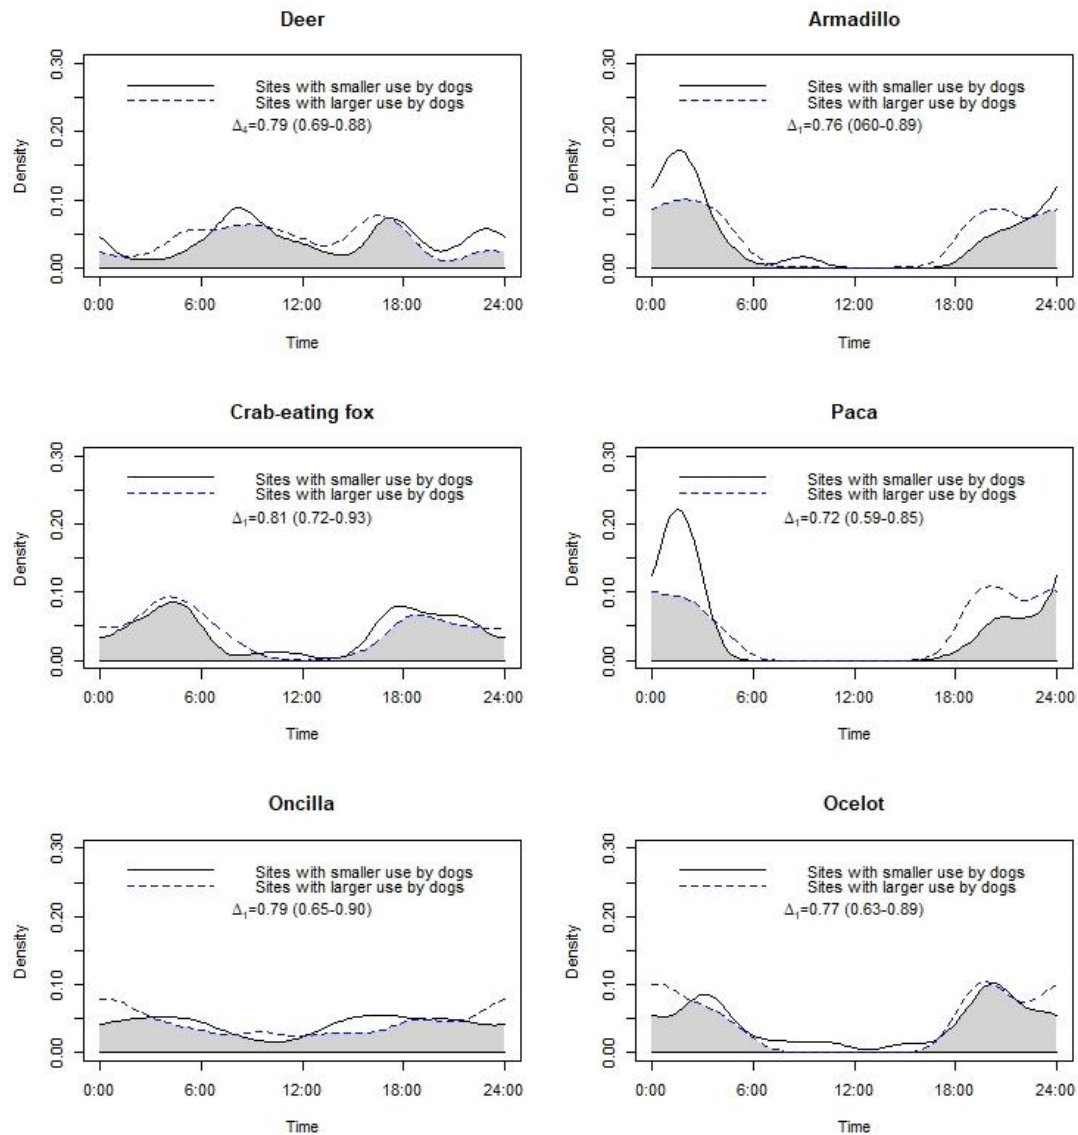 Deer
Sites with smaller use by dogs
Sites with larger use by dogs
Δ4=0.79 (0.69-0.88)
Density
0.00
0.10
0.20
0.30
0:00 6:00 12:00 18:00 24:00
Time
Armadillo
Sites with smaller use by dogs
Sites with larger use by dogs
Δ1=0.76 (060-0.89)
Density
0.00
0.10
0.20
0.30
0:00 6:00 12:00 18:00 24:00
Time
Crab-eating fox
Sites with smaller use by dogs
Sites with larger use by dogs
Δ1=0.81 (0.72-0.93)
Density
0.00
0.10
0.20
0.30
0:00 6:00 12:00 18:00 24:00
Time
Paca
Sites with smaller use by dogs
Sites with larger use by dogs
Δ1=0.72 (0.59-0.85)
Density
0.00
0.10
0.20
0.30
0:00 6:00 12:00 18:00 24:00
Time
Oncilla
Sites with smaller use by dogs
Sites with larger use by dogs
Δ1=0.79 (0.65-0.90)
Density
0.00
0.10
0.20
0.30
0:00 6:00 12:00 18:00 24:00
Time
Ocelot
Sites with smaller use by dogs
Sites with larger use by dogs
Δ1=0.77 (0.63-0.89)
Density
0.00
0.10
0.20
0.30
0:00 6:00 12:00 18:00 24:00
Time